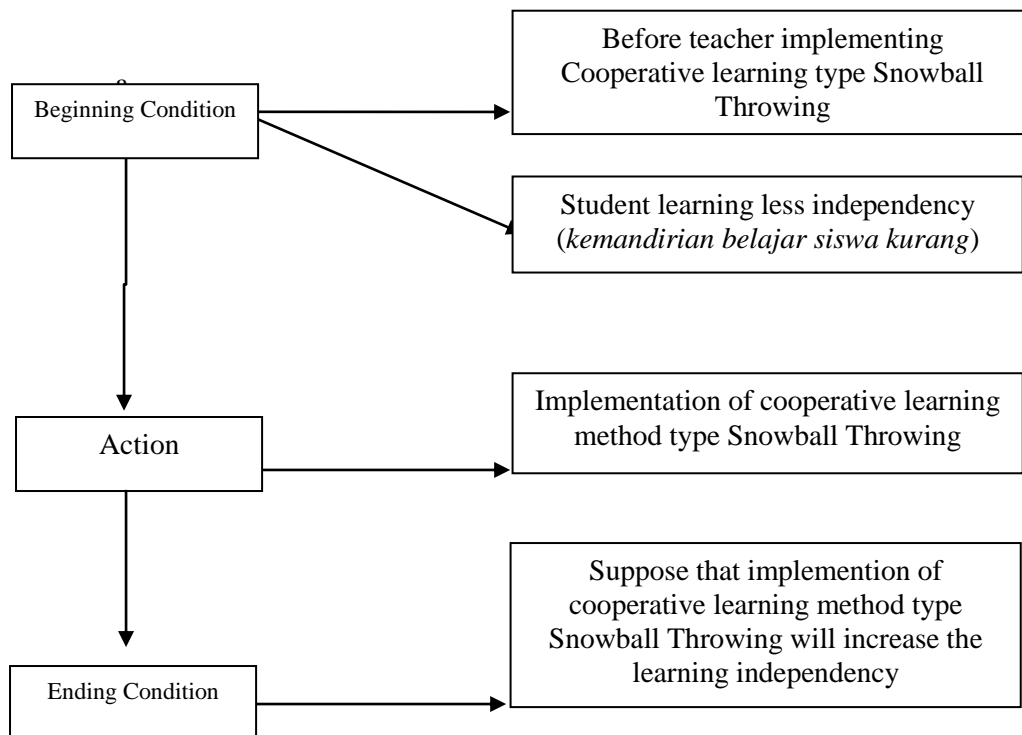 Before teacher implementing
Cooperative learning type Snowball
Throwing
Beginning Condition
Student learning less independency
(kemandirian belajar siswa kurang)
Implementation of cooperative learning
method type Snowball Throwing
Action
Suppose that implemention of
cooperative learning method type
Snowball Throwing will increase the
learning independency
Ending Condition